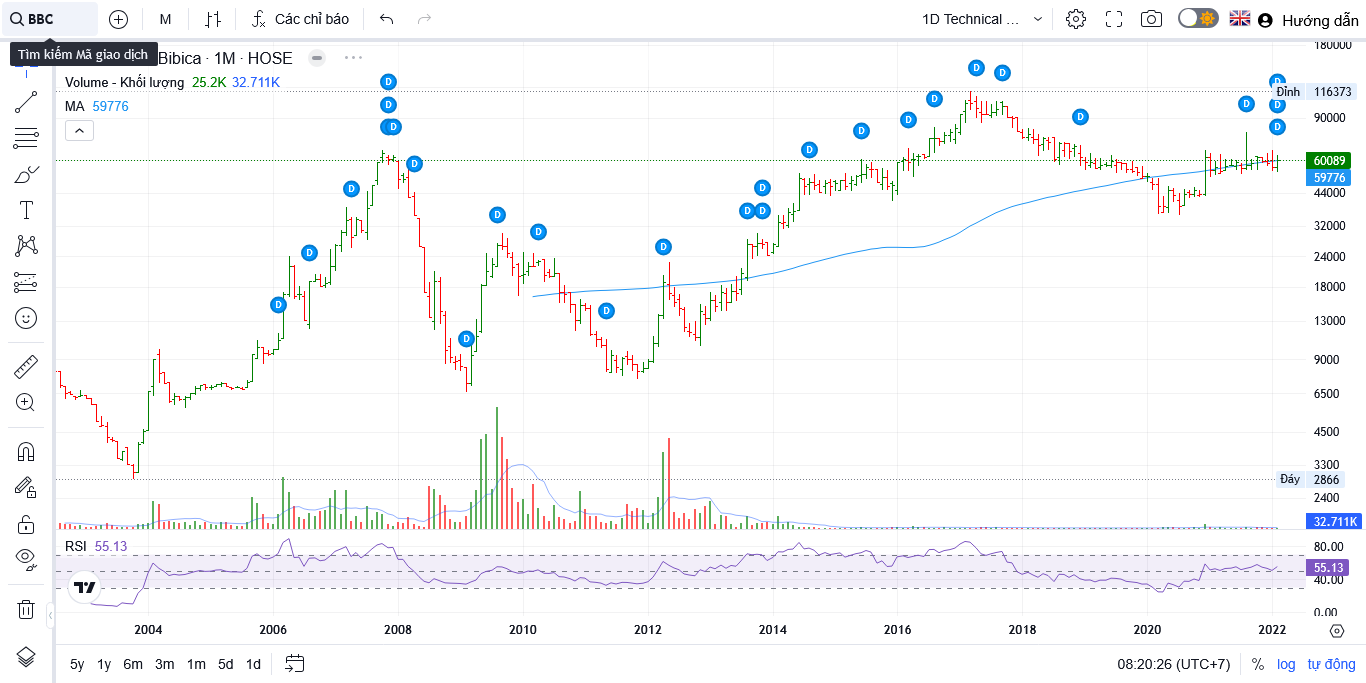 BBC
M
Các chỉ báo
1D Technical ...
Hướng dẫn
Tìm kiếm Mã giao dịch
Bibica · 1M · HOSE
Volume - Khối lượng 25.2K 32.711K
MA 59776
180000
Đỉnh 116373
90000
60089
59776
44000
32000
24000
18000
13000
9000
6500
4500
3300
Đáy 2866
2400
32.711K
D D D D D D D D D D D D D D D D D D D D D D D D D D D
RSI 55.13
80.00
55.13
40.00
0.00
2004 2006 2008 2010 2012 2014 2016 2018 2020 2022
5y 1y 6m 3m 1m 5d 1d
08:20:26 (UTC+7) % log tự động